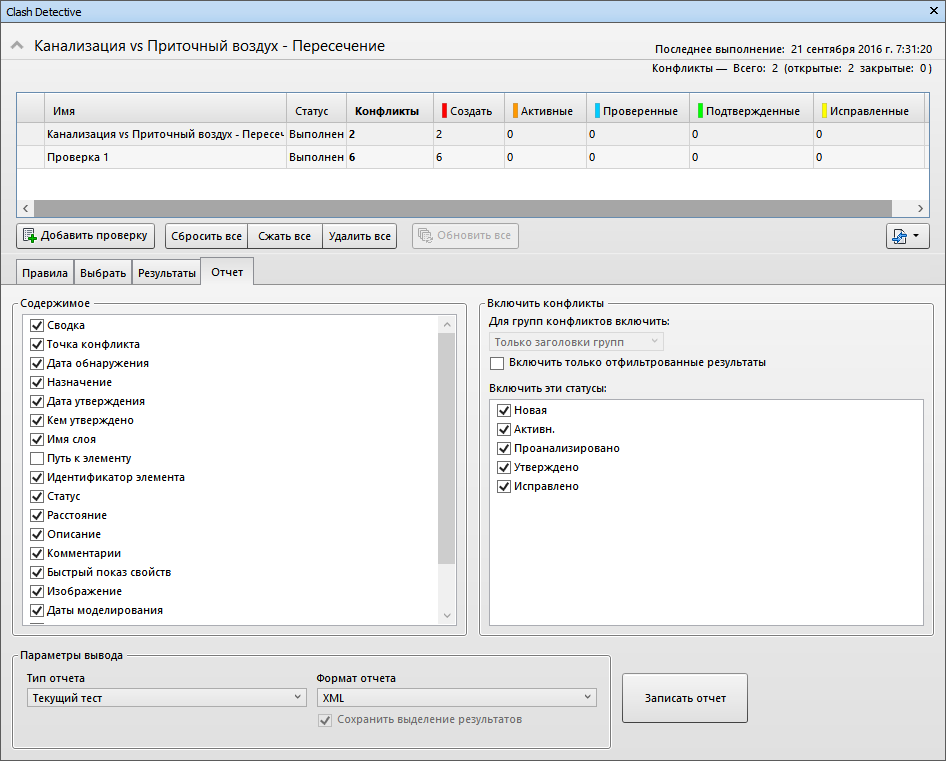 Clash Detective
Канализация vs Приточный воздух - Пересечение
Последнее выполнение: 21 сентября 2016 г. 7:31:20
Конфликты — Всего: 2 (открытые: 2 закрытые: 0 )
Имя Статус Конфликты Создать Активные Проверенные Подтвержденные Исправленные
Канализация vs Приточный воздух - Пересеч Выполнен 2 2 0 0 0 0
Проверка 1 Выполнен 6 6 0 0 0 0
Добавить проверку Сбросить все Сжать все Удалить все Обновить все
Правила Выбрать Результаты Отчет
Содержимое
Сводка
Точка конфликта
Дата обнаружения
Назначение
Дата утверждения
Кем утверждено
Имя слоя
Путь к элементу
Идентификатор элемента
Статус
Расстояние
Описание
Комментарии
Быстрый показ свойств
Изображение
Даты моделирования
Включить конфликты
Для групп конфликтов включить:
Только заголовки групп
Включить только отфильтрованные результаты
Включить эти статусы:
Новая
Активн.
Проанализировано
Утверждено
Исправлено
Параметры вывода
Тип отчета Формат отчета
Текущий тест XML
Сохранить выделение результатов
Записать отчет